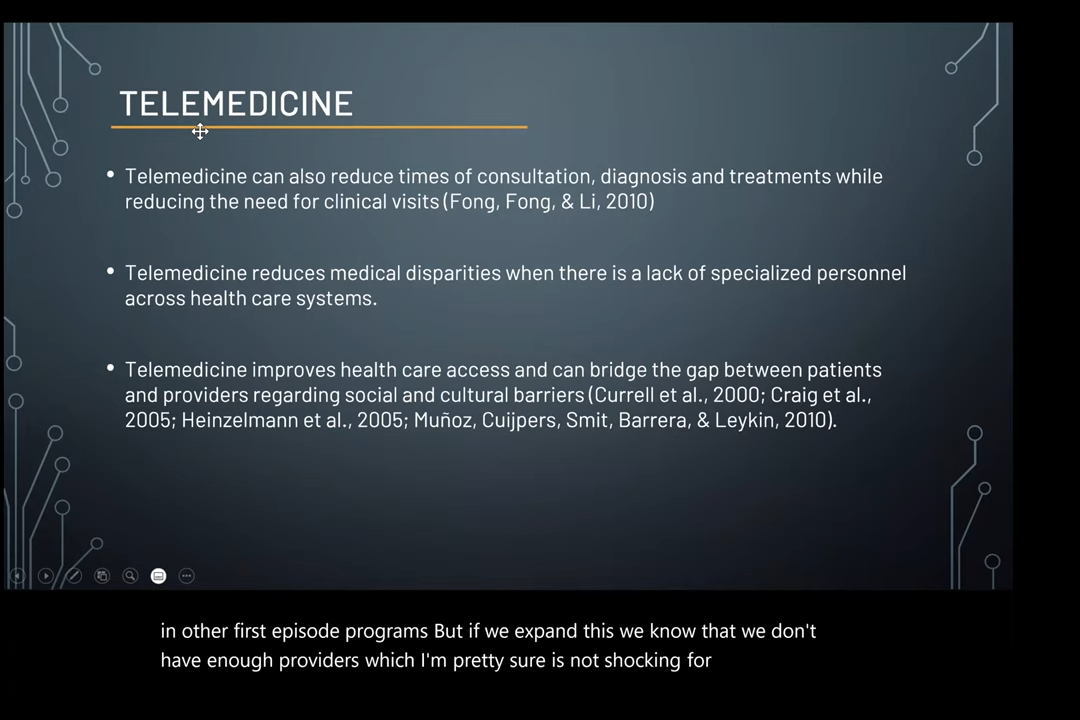 TELEMEDICINE
• Telemedicine can also reduce times of consultation, diagnosis and treatments while
reducing the need for clinical visits (Fong, Fong, & Li, 2010)
• Telemedicine reduces medical disparities when there is a lack of specialized personnel
across health care systems.
• Telemedicine improves health care access and can bridge the gap between patients
and providers regarding social and cultural barriers (Currell et al., 2000; Craig et al.,
2005; Heinzelmann et al., 2005; Muñoz, Cuijpers, Smit, Barrera, & Leykin, 2010).
in other first episode programs But if we expand this we know that we don't
have enough providers which I'm pretty sure is not shocking for